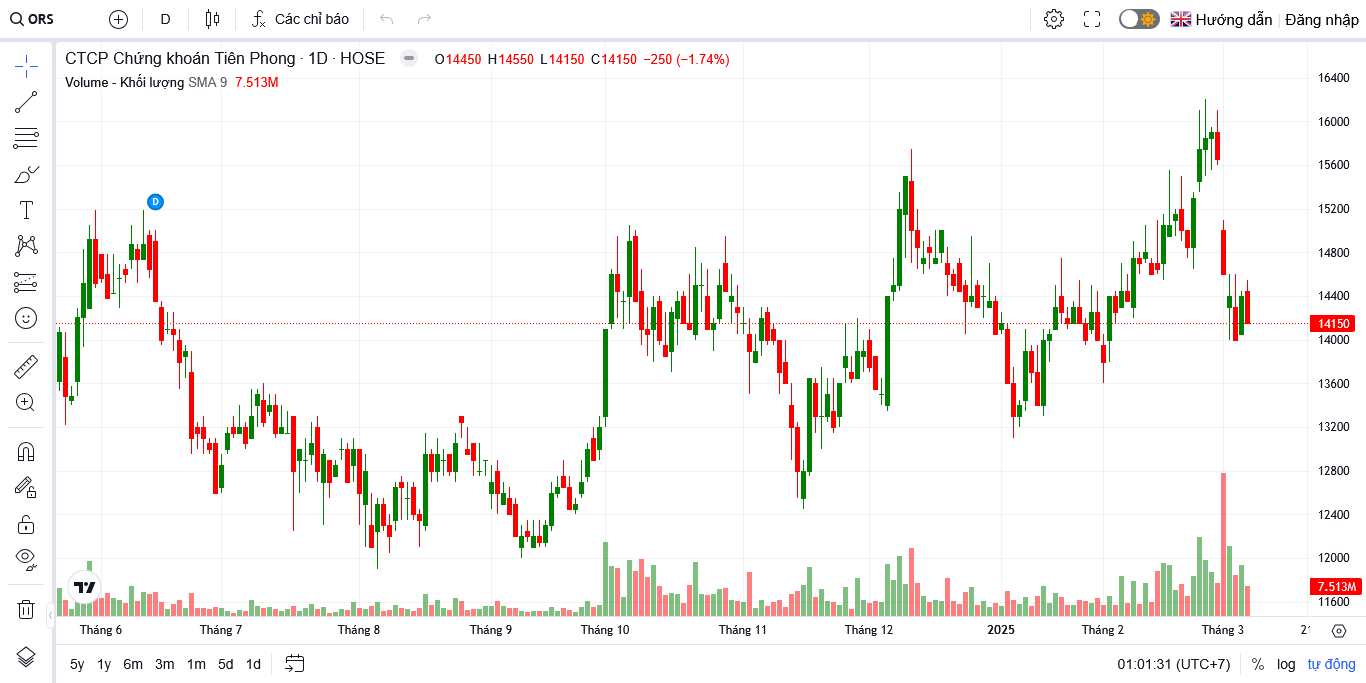 ORS D Các chỉ báo Hướng dẫn Đăng nhập
CTCP Chứng khoán Tiên Phong · 1D · HOSE O14450 H14550 L14150 C14150 −250 (−1.74%)
Volume - Khối lượng SMA 9 7.513M
16400
16000
15600
D
15200
14800
14400
14150
14000
13600
13200
12800
12400
12000
7.513M
11600
Tháng 6 Tháng 7 Tháng 8 Tháng 9 Tháng 10 Tháng 11 Tháng 12 2025 Tháng 2 Tháng 3
5y 1y 6m 3m 1m 5d 1d 01:01:31 (UTC+7) % log tự động